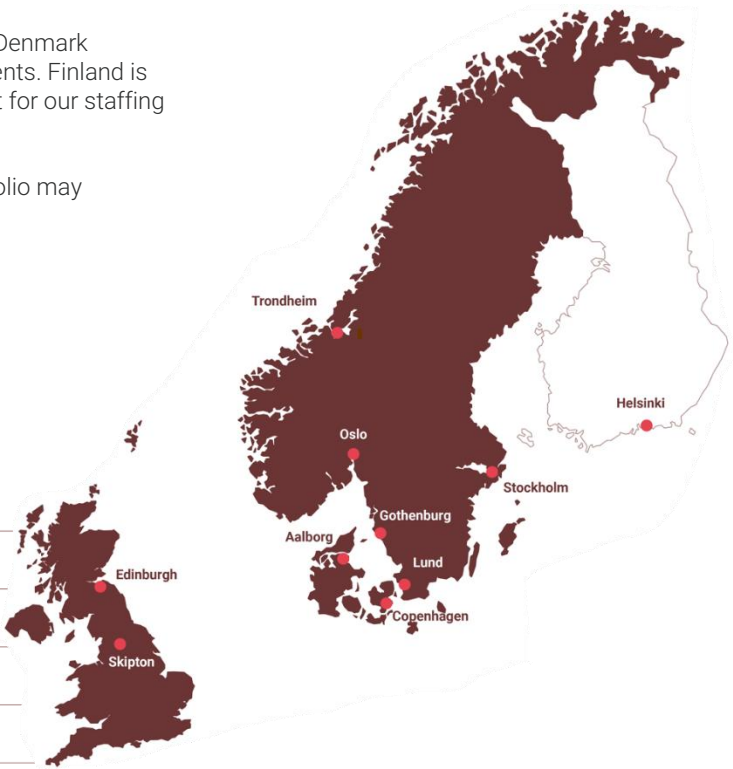 Denmark
ents. Finland is
t for our staffing
olio may
Trondheim
Helsinki
Oslo
Stockholm
Gothenburg
Aalborg
Lund
Edinburgh
Copenhagen
Skipton